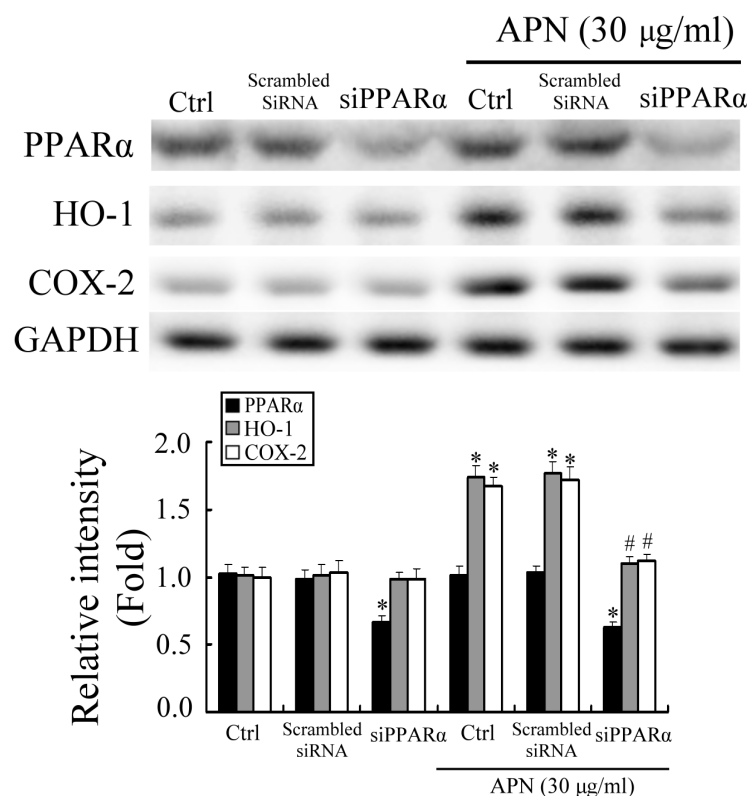 APN (30 μg/ml)
Ctrl Scrambled SiRNA siPPARα Ctrl Scrambled SiRNA siPPARα
PPARα
HO-1
COX-2
GAPDH
PPARα
HO-1
COX-2
Relative intensity
(Fold)
2.0
1.5
1.0
0.5
0.0
* * * * * # # *
Ctrl Scrambled siRNA siPPARα Ctrl Scrambled siRNA siPPARα
APN (30 μg/ml)